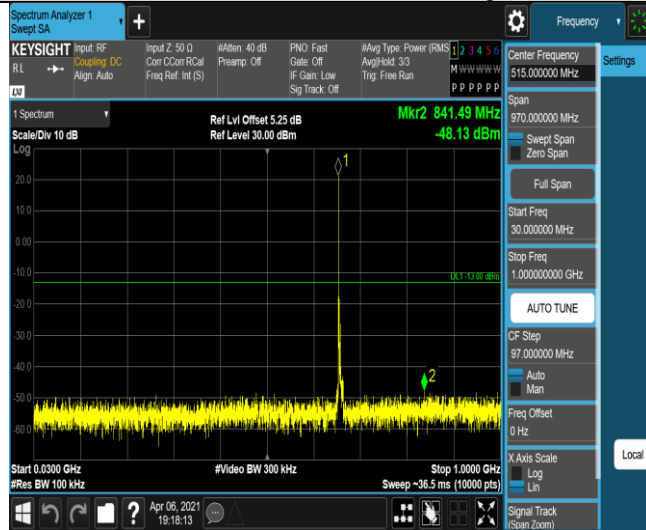 Spectrum Analyzer 1
Swept SA
Frequency
KEYSIGHT
R L
LXI
Input: RF
Coupling: DC
Align: Auto
Input Z: 50 Ω
Corr CCorr RCal
Freq Ref: Int (S)
#Atten: 40 dB
Preamp: Off
PNO: Fast
Gate: Off
IF Gain: Low
Sig Track: Off
#Avg Type: Power (RMS
Avg|Hold: 3/3
Trig: Free Run
1 2 3 4 5 6
M W W W W W
P P P P P P
1 Spectrum
Scale/Div 10 dB
Ref Lvl Offset 5.25 dB
Ref Level 30.00 dBm
Mkr2 841.49 MHz
-48.13 dBm
Log
1
20.0
10.0
0.00
-10.0
DL1 -13.00 dBm
-20.0
-30.0
-40.0
2
-50.0
-60.0
Start 0.0300 GHz
#Res BW 100 kHz
#Video BW 300 kHz
Stop 1.0000 GHz
Sweep ~36.5 ms (10000 pts)
?
Apr 06, 2021
19:18:13
Center Frequency
515.000000 MHz
Span
970.000000 MHz
Swept Span
Zero Span
Full Span
Start Freq
30.000000 MHz
Stop Freq
1.000000000 GHz
AUTO TUNE
CF Step
97.000000 MHz
Auto
Man
Freq Offset
0 Hz
X Axis Scale
Log
Lin
Signal Track
(Span Zoom)
Settings
Local